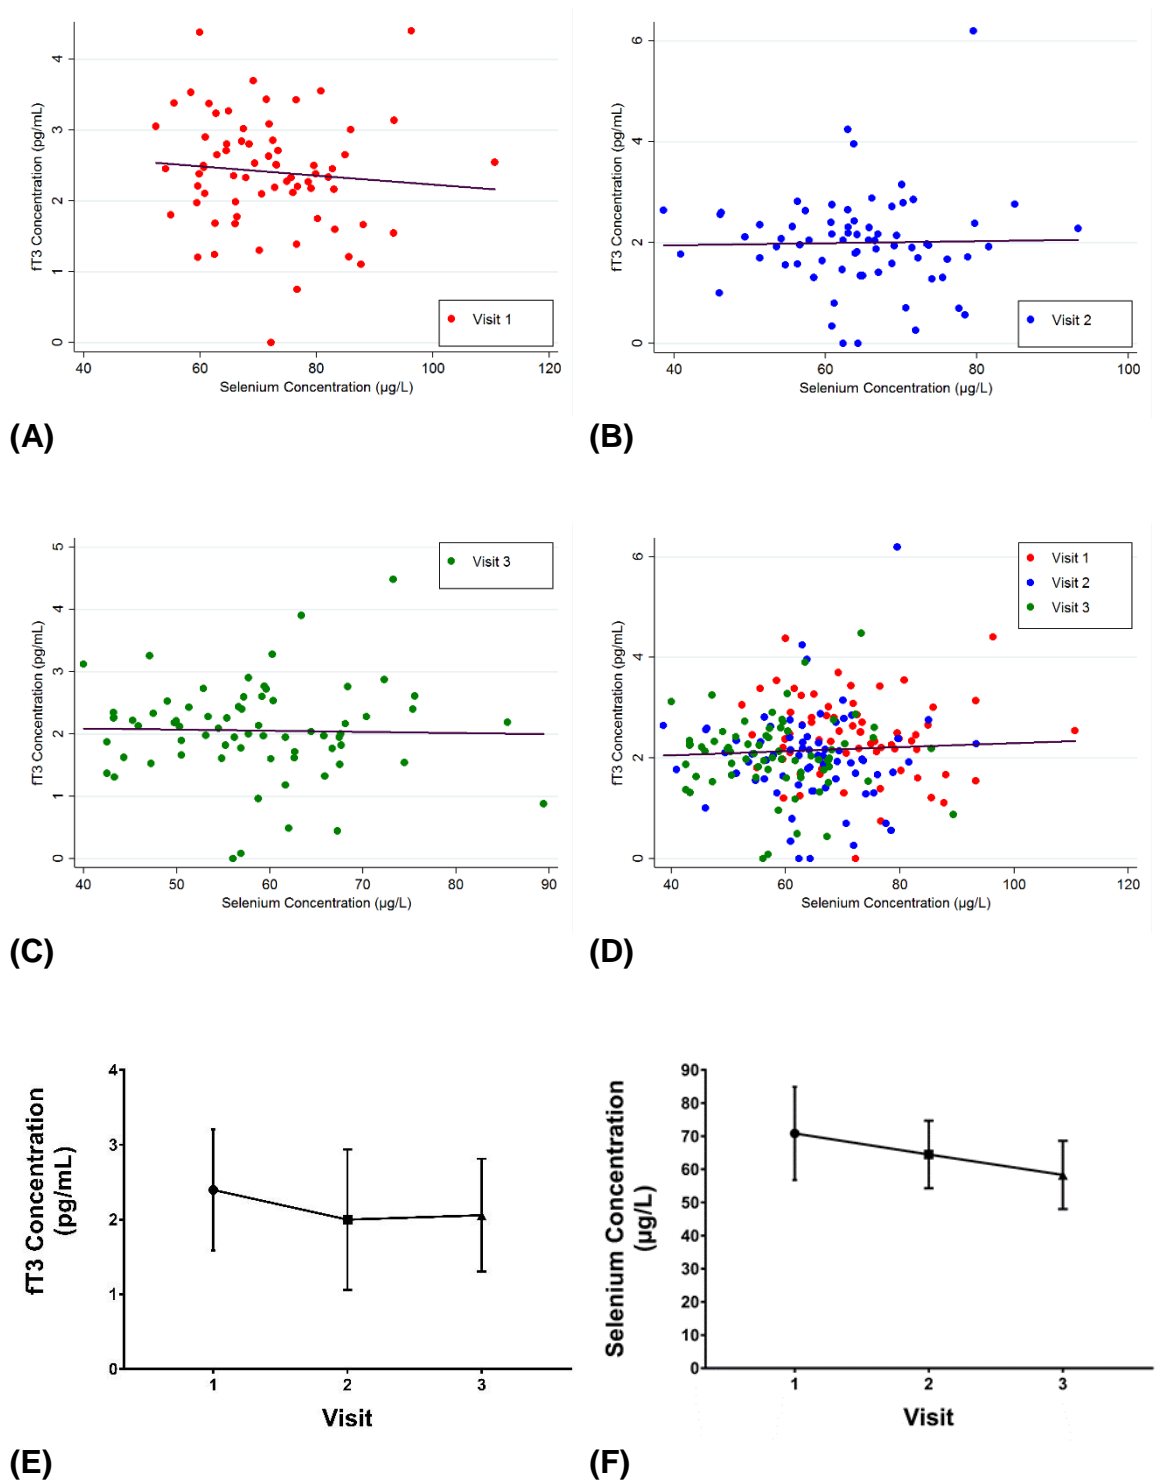 4
3
2
1
0
fT3 Concentration (pg/mL)
40
60
80
100
120
Selenium Concentration (µg/L)
Visit 1
(A)
6
4
2
0
fT3 Concentration (pg/mL)
40
60
80
100
Selenium Concentration (µg/L)
Visit 2
(B)
5
4
3
2
1
0
fT3 Concentration (pg/mL)
40
50
60
70
80
90
Selenium Concentration (µg/L)
Visit 3
(C)
6
4
2
0
fT3 Concentration (pg/mL)
40
60
80
100
120
Selenium Concentration (µg/L)
Visit 1
Visit 2
Visit 3
(D)
4
3
2
1
0
fT3 Concentration
(pg/mL)
1
2
3
Visit
(E)
90
80
70
60
50
40
30
20
10
0
Selenium Concentration
(µg/L)
1
2
3
Visit
(F)